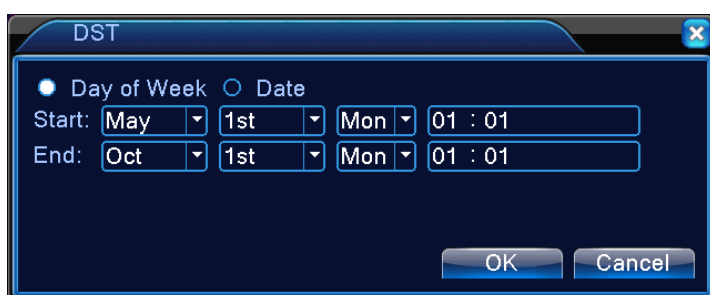 DST
Day of Week Date
Start: May 1st Mon 01 : 01
End: Oct 1st Mon 01 : 01
OK Cancel